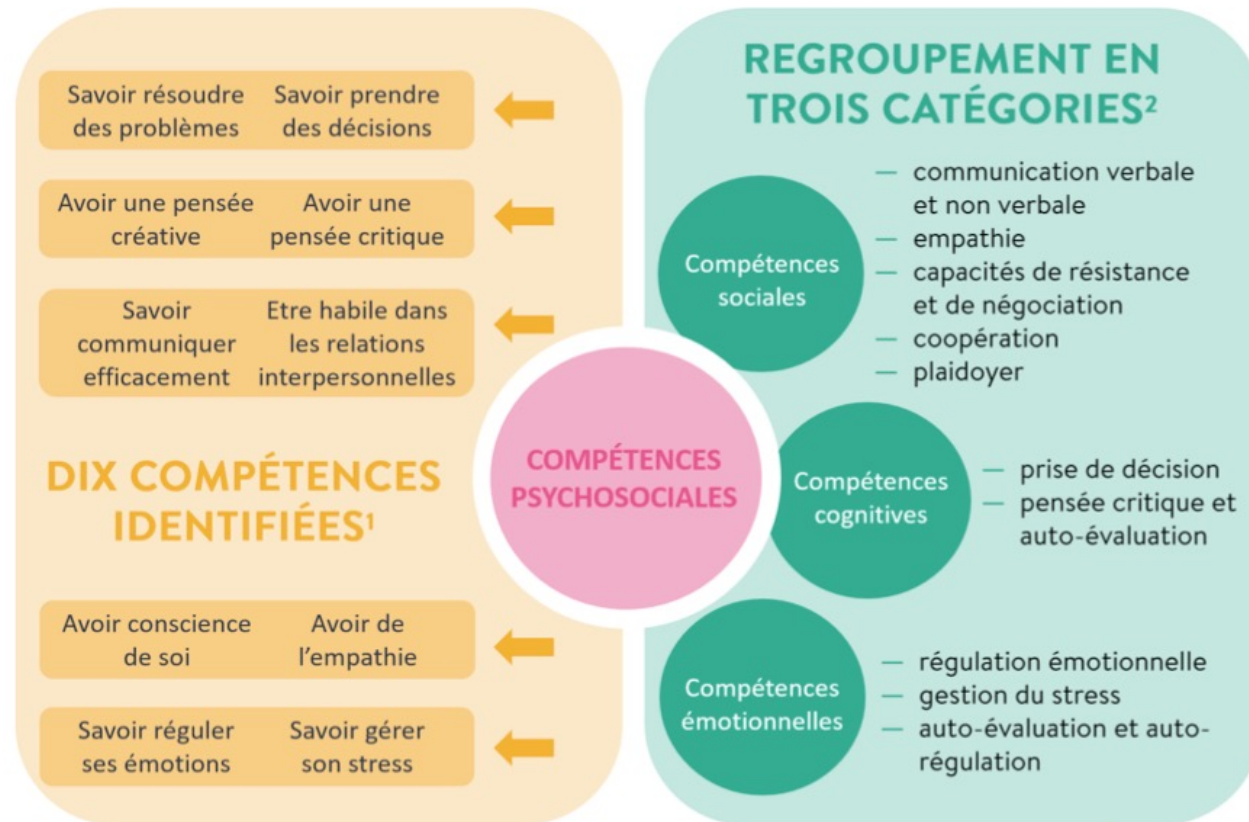 Savoir résoudre
des problèmes
Savoir prendre
des décisions
Avoir une pensée
créative
Avoir une
pensée critique
Savoir
communiquer
efficacement
Etre habile dans
les relations
interpersonnelles
DIX COMPÉTENCES
IDENTIFIÉES¹
Avoir conscience
de soi
Avoir de
l'empathie
Savoir réguler
ses émotions
Savoir gérer
son stress
COMPÉTENCES
PSYCHOSOCIALES
REGROUPEMENT EN
TROIS CATÉGORIES²
Compétences
sociales
— communication verbale
et non verbale
— empathie
— capacités de résistance
et de négociation
— coopération
— plaidoyer
Compétences
cognitives
— prise de décision
— pensée critique et
auto-évaluation
Compétences
émotionnelles
— régulation émotionnelle
— gestion du stress
— auto-évaluation et auto-
régulation